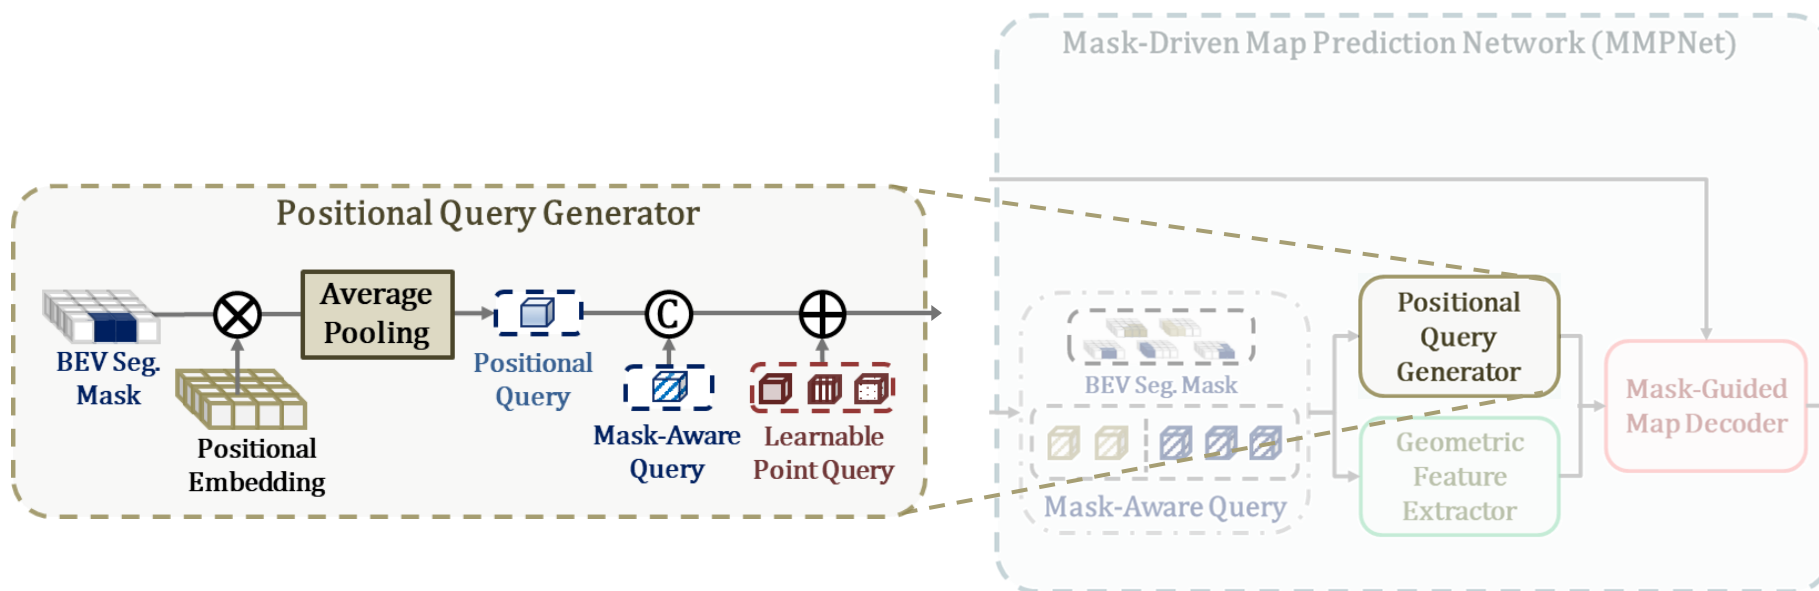 Mask-Driven Map Prediction Network (MMPNet)
Positional Query Generator
Average
Pooling
C
BEV Seg.
Mask
Positional
Embedding
Positional
Query
Mask-Aware
Query
Learnable
Point Query
BEV Seg. Mask
Mask-Aware Query
Positional
Query
Generator
Geometric
Feature
Extractor
Mask-Guided
Map Decoder